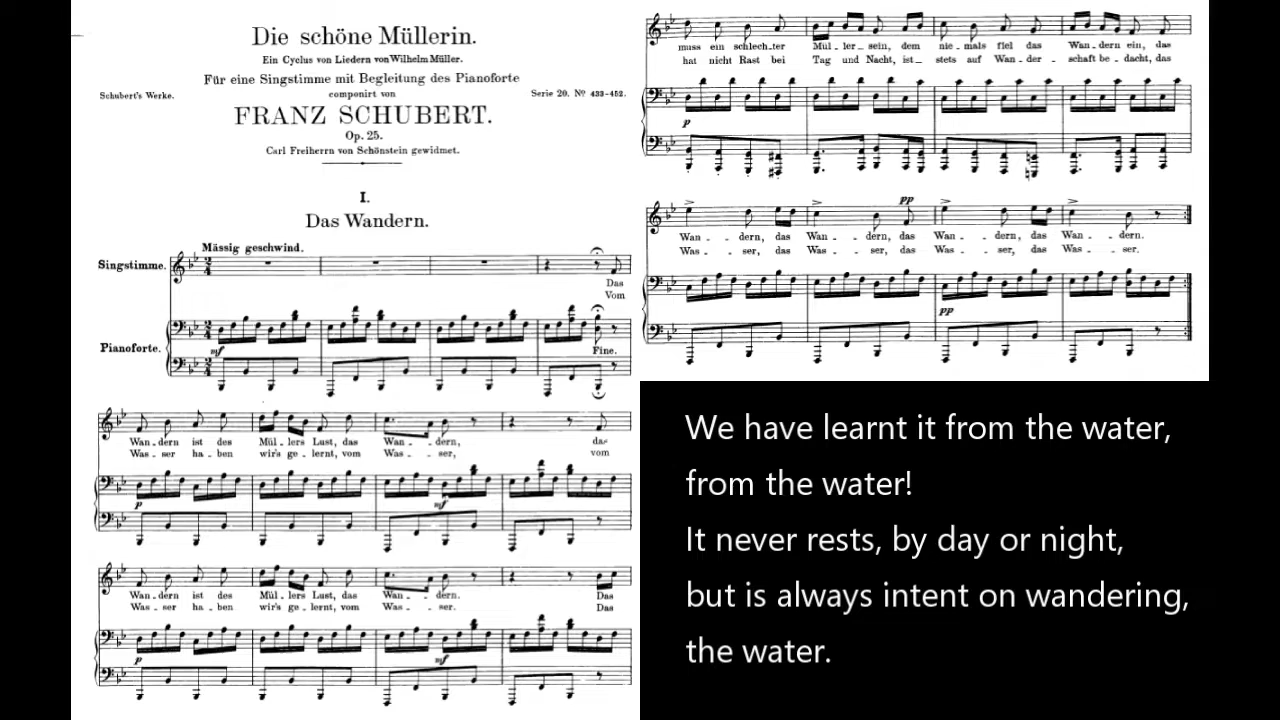 Die schöne Müllerin.
Ein Cyclus von Liedern von Wilhelm Müller.
Für eine Singstimme mit Begleitung des Pianoforte
componirt von
Schubert's Werke.
Serie 20. Nº 433-452.
FRANZ SCHUBERT.
Op. 25.
Carl Freiherrn von Schönstein gewidmet.
I.
Das Wandern.
Mässig geschwind.
Singstimme.
Das
Vom
Pianoforte.
mf
Fine.
Wan - dern ist des Mül - lers Lust, das Wan - dern, das
Was - ser ha - ben wir's ge - lernt, vom Was - ser, vom
p mf
Wan - dern ist des Mül - lers Lust, das Wan - dern. Das
Was - ser ha - ben wir's ge - lernt, vom Was - ser. Das
p mf
muss ein schlech - ter Mül - ler sein, dem nie - mals fiel das Wan - dern ein, das
hat nicht Rast bei Tag und Nacht, ist stets auf Wan - der - schaft be - dacht, das
p
pp
Wan - dern, das Wan - dern, das Wan - dern, das Wan - dern.
Was - ser, das Was - ser, das Was - ser, das Was - ser.
pp
We have learnt it from the water,
from the water!
It never rests, by day or night,
but is always intent on wandering,
the water.